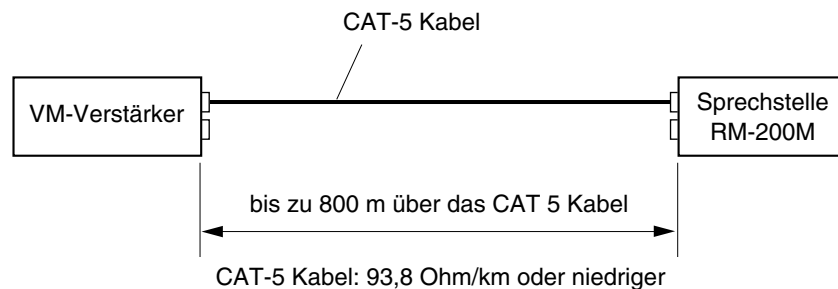 CAT-5 Kabel
VM-Verstärker
Sprechstelle
RM-200M
bis zu 800 m über das CAT 5 Kabel
CAT-5 Kabel: 93,8 Ohm/km oder niedriger